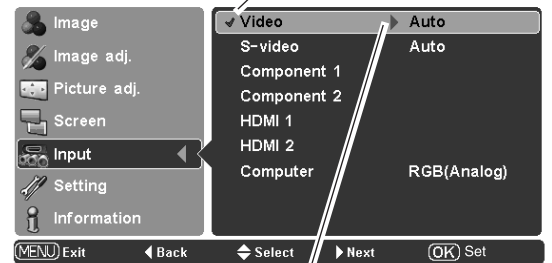 Image
Image adj.
Picture adj.
Screen
Input
Setting
Information
Video Auto
S-video Auto
Component 1
Component 2
HDMI 1
HDMI 2
Computer RGB(Analog)
MENU Exit Back Select Next OK Set